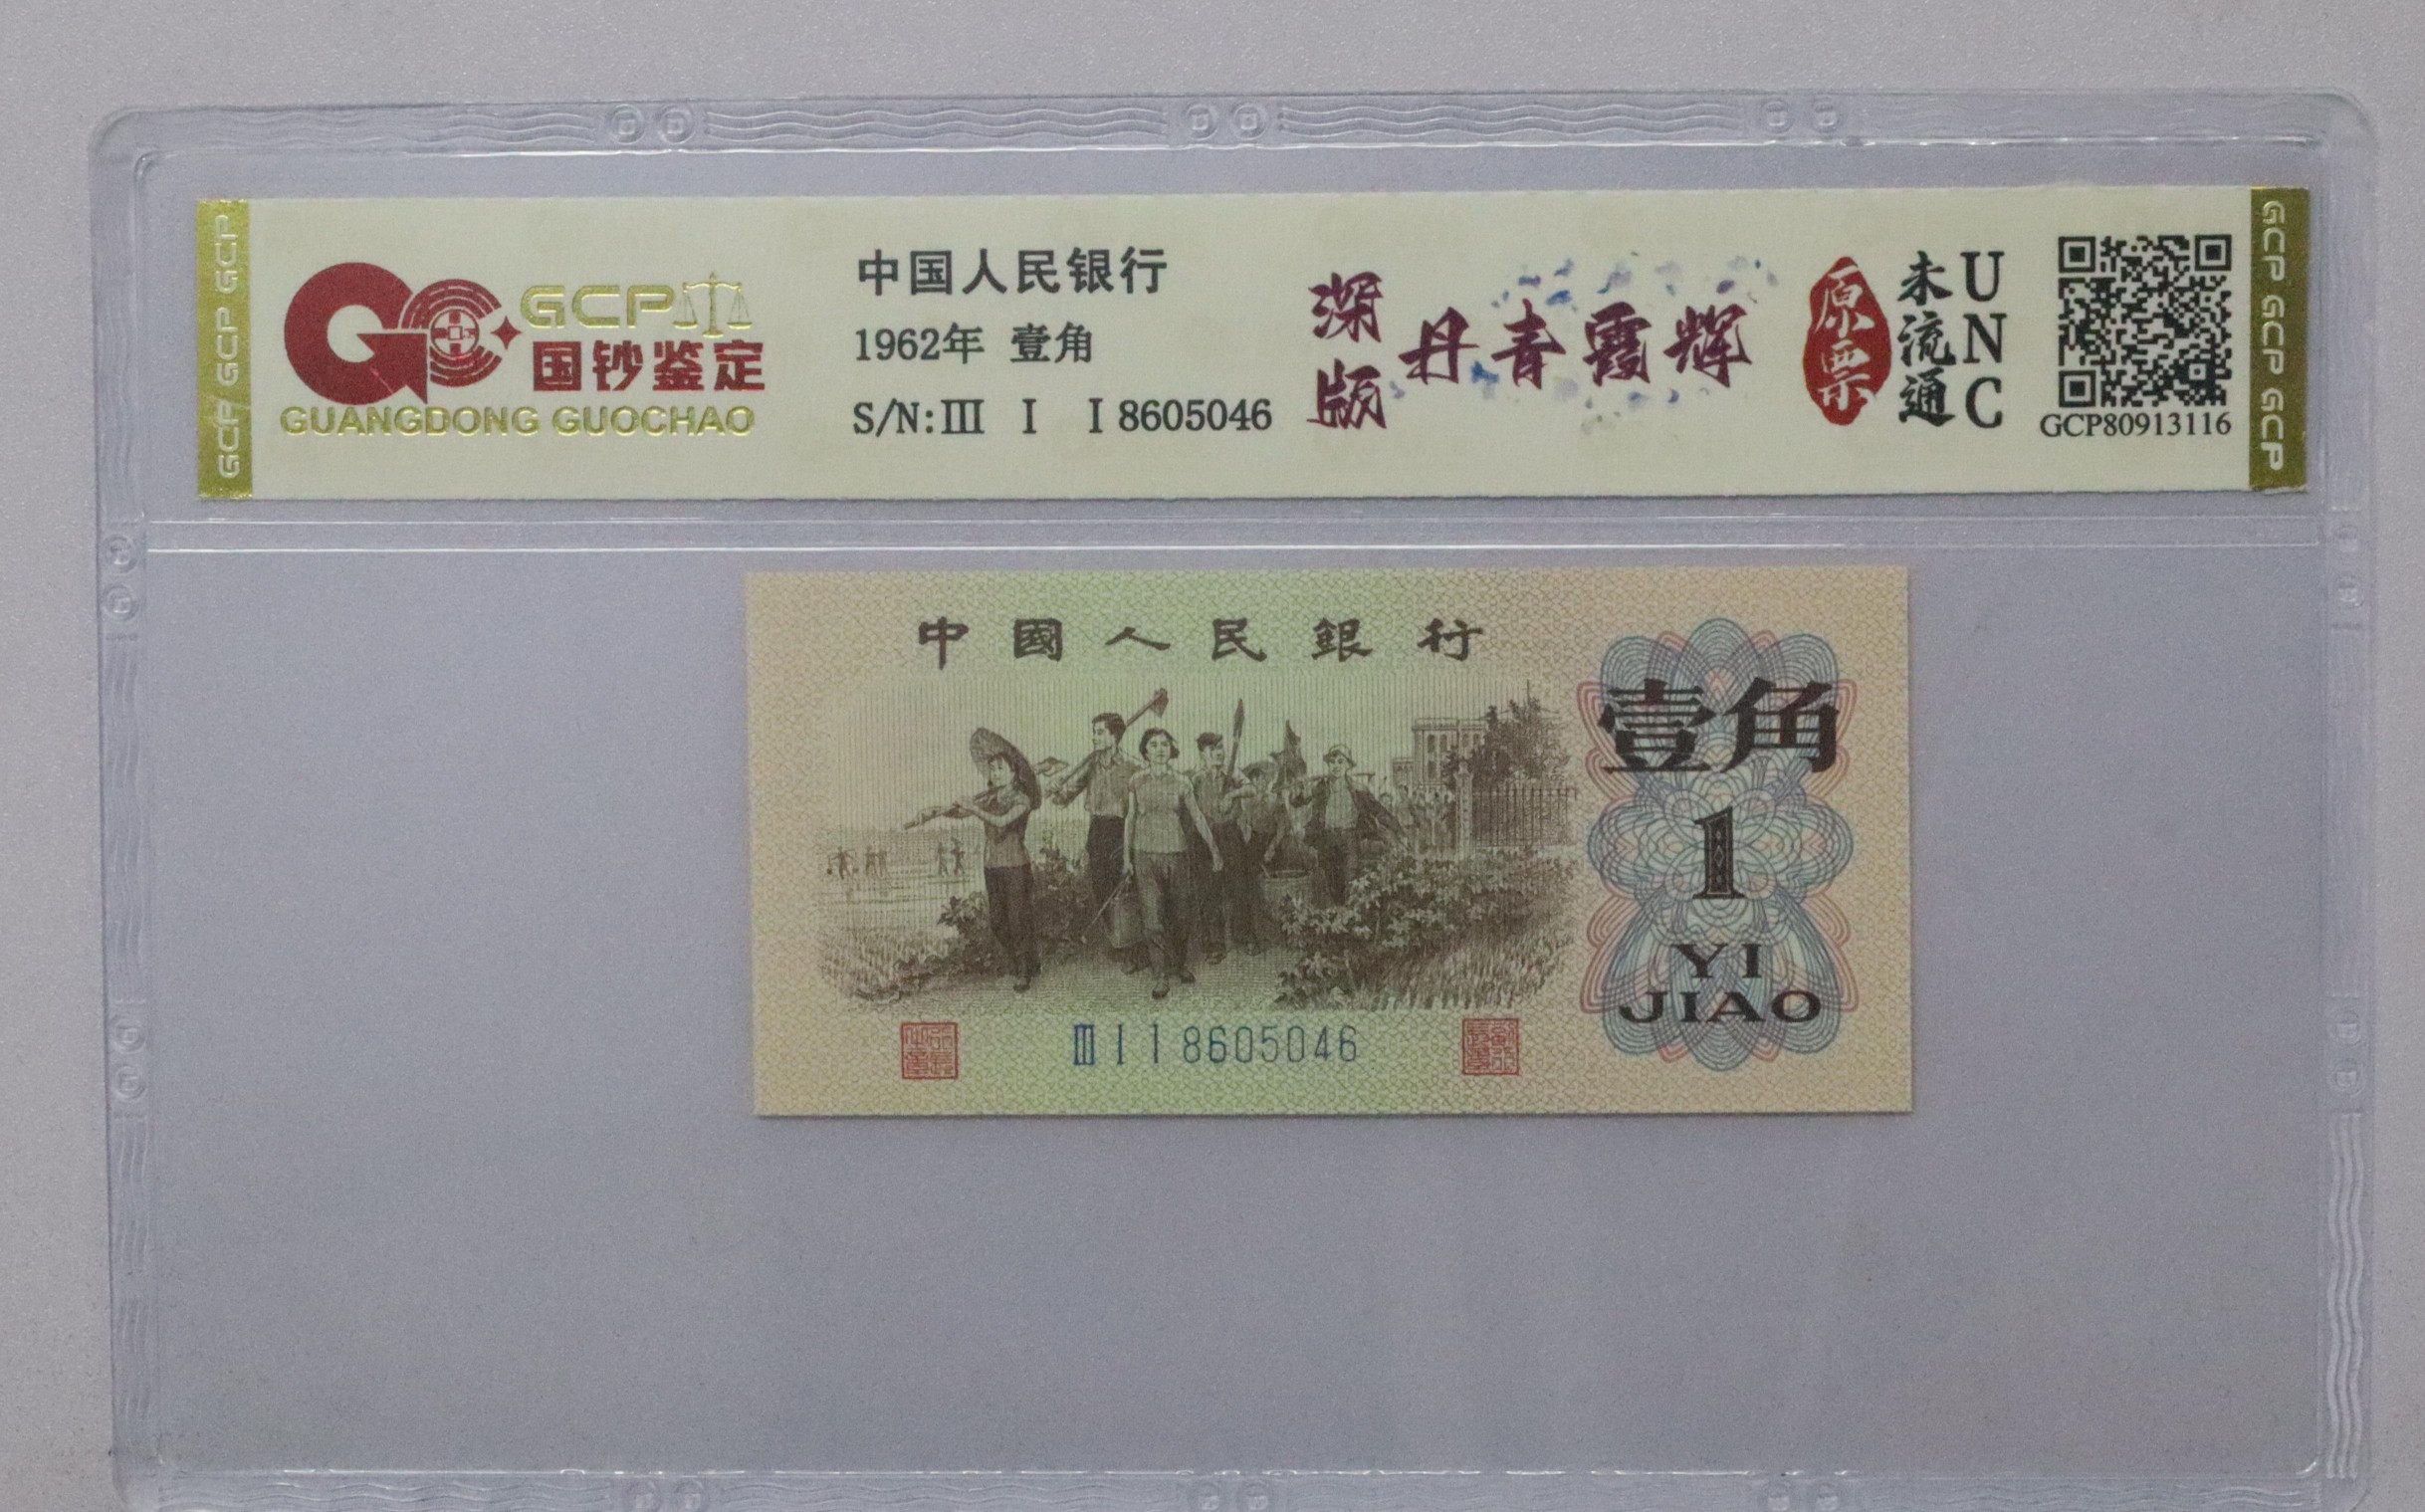 GCP GCP GCP
GCP
国钞鉴定
GUANGDONG GUOCHAO
中国人民银行
1962年 壹角
S/N:Ⅲ Ⅰ Ⅰ 8605046
深版
丹青霞辉
原票
未流通
UNC
GCP80913116
GCP GCP GCP
中國人民銀行
壹角
1
YI
JIAO
Ⅲ Ⅰ Ⅰ 8605046